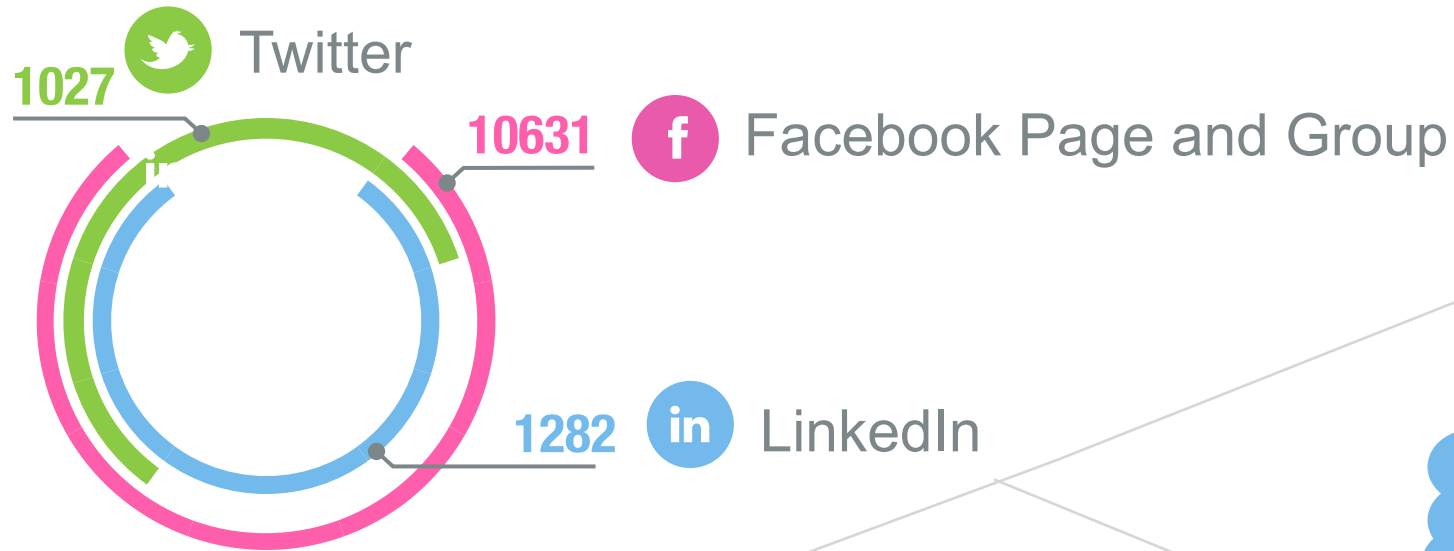 Twitter
1027
10631
f
Facebook Page and Group
1282
in
LinkedIn